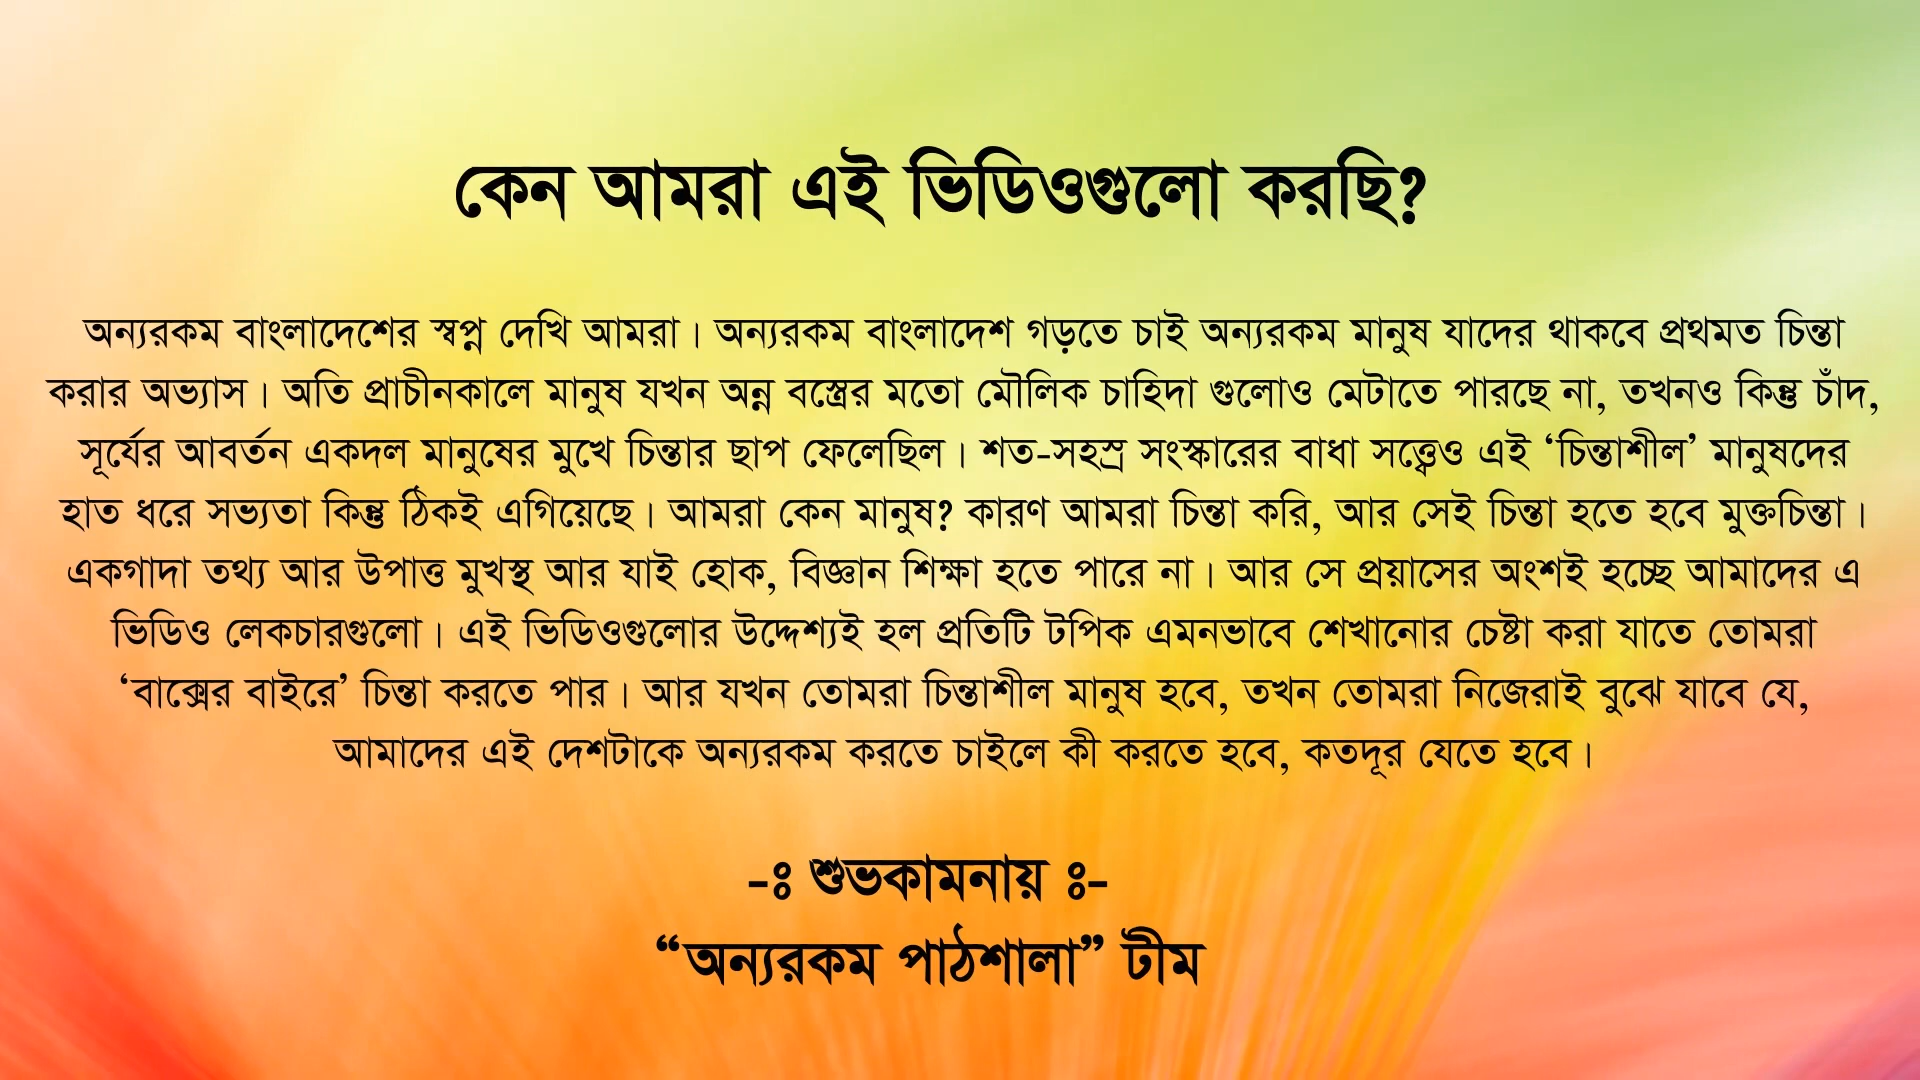 কেন আমরা এই ভিডিওগুলো করছি?
অন্যরকম বাংলাদেশের স্বপ্ন দেখি আমরা। অন্যরকম বাংলাদেশ গড়তে চাই অন্যরকম মানুষ যাদের থাকবে প্রথমত চিন্তা
করার অভ্যাস। অতি প্রাচীনকালে মানুষ যখন অন্ন বস্ত্রের মতো মৌলিক চাহিদা গুলোও মেটাতে পারছে না, তখনও কিন্তু চাঁদ,
সূর্যের আবর্তন একদল মানুষের মুখে চিন্তার ছাপ ফেলেছিল। শত-সহস্র সংস্কারের বাধা সত্ত্বেও এই ‘চিন্তাশীল’ মানুষদের
হাত ধরে সভ্যতা কিন্তু ঠিকই এগিয়েছে। আমরা কেন মানুষ? কারণ আমরা চিন্তা করি, আর সেই চিন্তা হতে হবে মুক্তচিন্তা।
একগাদা তথ্য আর উপাত্ত মুখস্থ আর যাই হোক, বিজ্ঞান শিক্ষা হতে পারে না। আর সে প্রয়াসের অংশই হচ্ছে আমাদের এ
ভিডিও লেকচারগুলো। এই ভিডিওগুলোর উদ্দেশ্যই হল প্রতিটি টপিক এমনভাবে শেখানোর চেষ্টা করা যাতে তোমরা
‘বাক্সের বাইরে’ চিন্তা করতে পার। আর যখন তোমরা চিন্তাশীল মানুষ হবে, তখন তোমরা নিজেরাই বুঝে যাবে যে,
আমাদের এই দেশটাকে অন্যরকম করতে চাইলে কী করতে হবে, কতদূর যেতে হবে।
-ঃ শুভকামনায় ঃ-
“অন্যরকম পাঠশালা” টীম